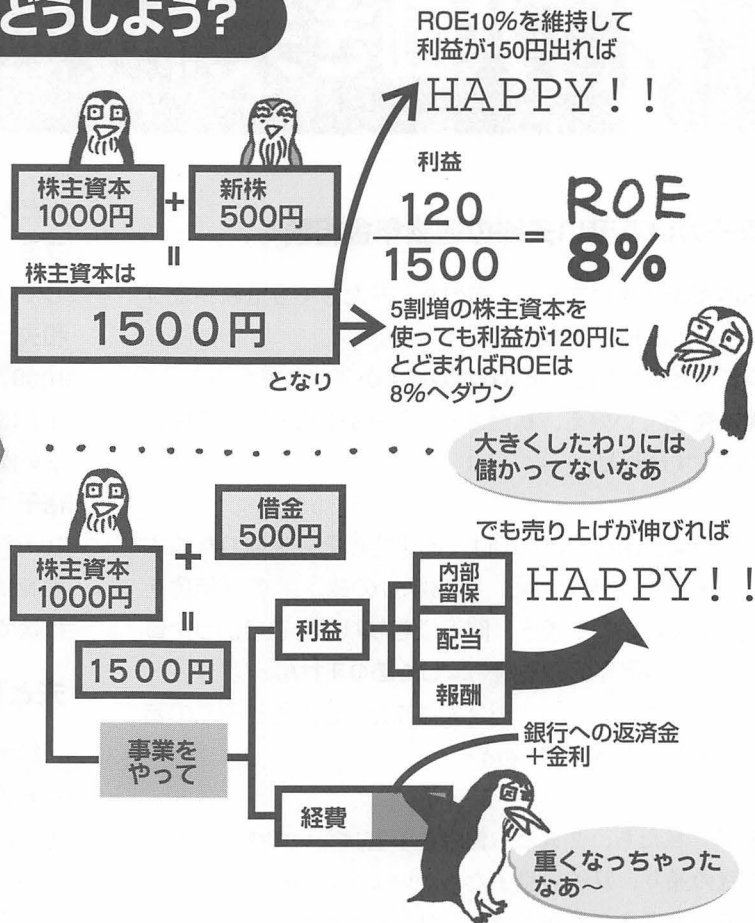 どうしよう?
ROE10%を維持して
利益が150円出れば
HAPPY!!
株主資本
1000円
+
新株
500円
=
株主資本は
1500円
となり
利益
120
1500
=
ROE
8%
5割増の株主資本を
使っても利益が120円に
とどまればROEは
8%へダウン
大きくしたわりには
儲かってないなあ
株主資本
1000円
+
借金
500円
=
1500円
事業を
やって
利益
内部
留保
配当
報酬
でも売り上げが伸びれば
HAPPY!!
経費
銀行への返済金
+金利
重くなっちゃった
なあ~